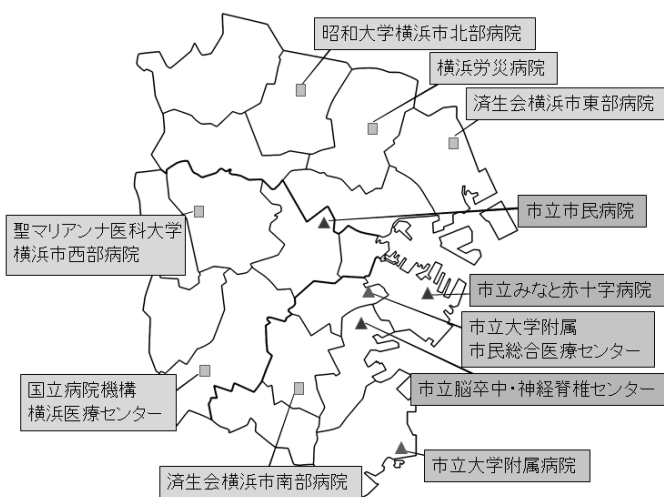 昭和大学横浜市北部病院
横浜労災病院
済生会横浜市東部病院
市立市民病院
聖マリアンナ医科大学
横浜市西部病院
市立みなと赤十字病院
市立大学附属
市民総合医療センター
国立病院機構
横浜医療センター
市立脳卒中・神経脊椎センター
市立大学附属病院
済生会横浜市南部病院